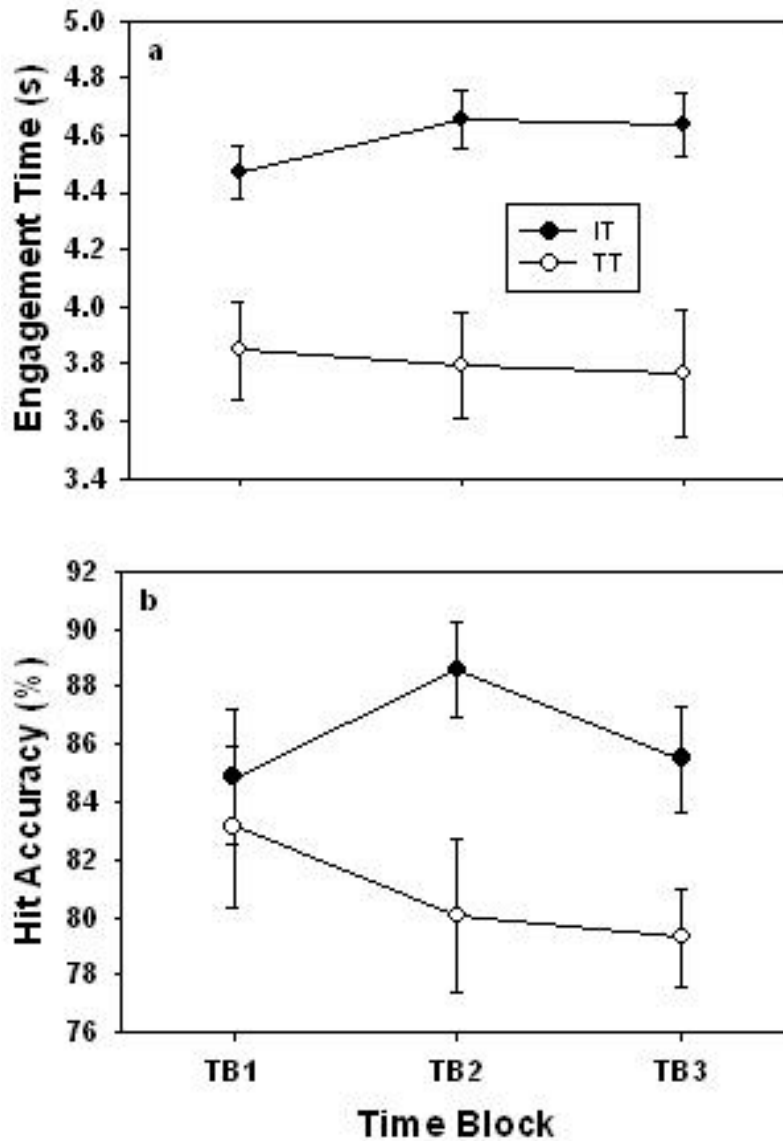 Engagement Time (s)
5.0
4.8
4.6
4.4
4.2
4.0
3.8
3.6
3.4
a
IT
TT
Hit Accuracy (%)
92
90
88
86
84
82
80
78
76
b
TB1 TB2 TB3
Time Block